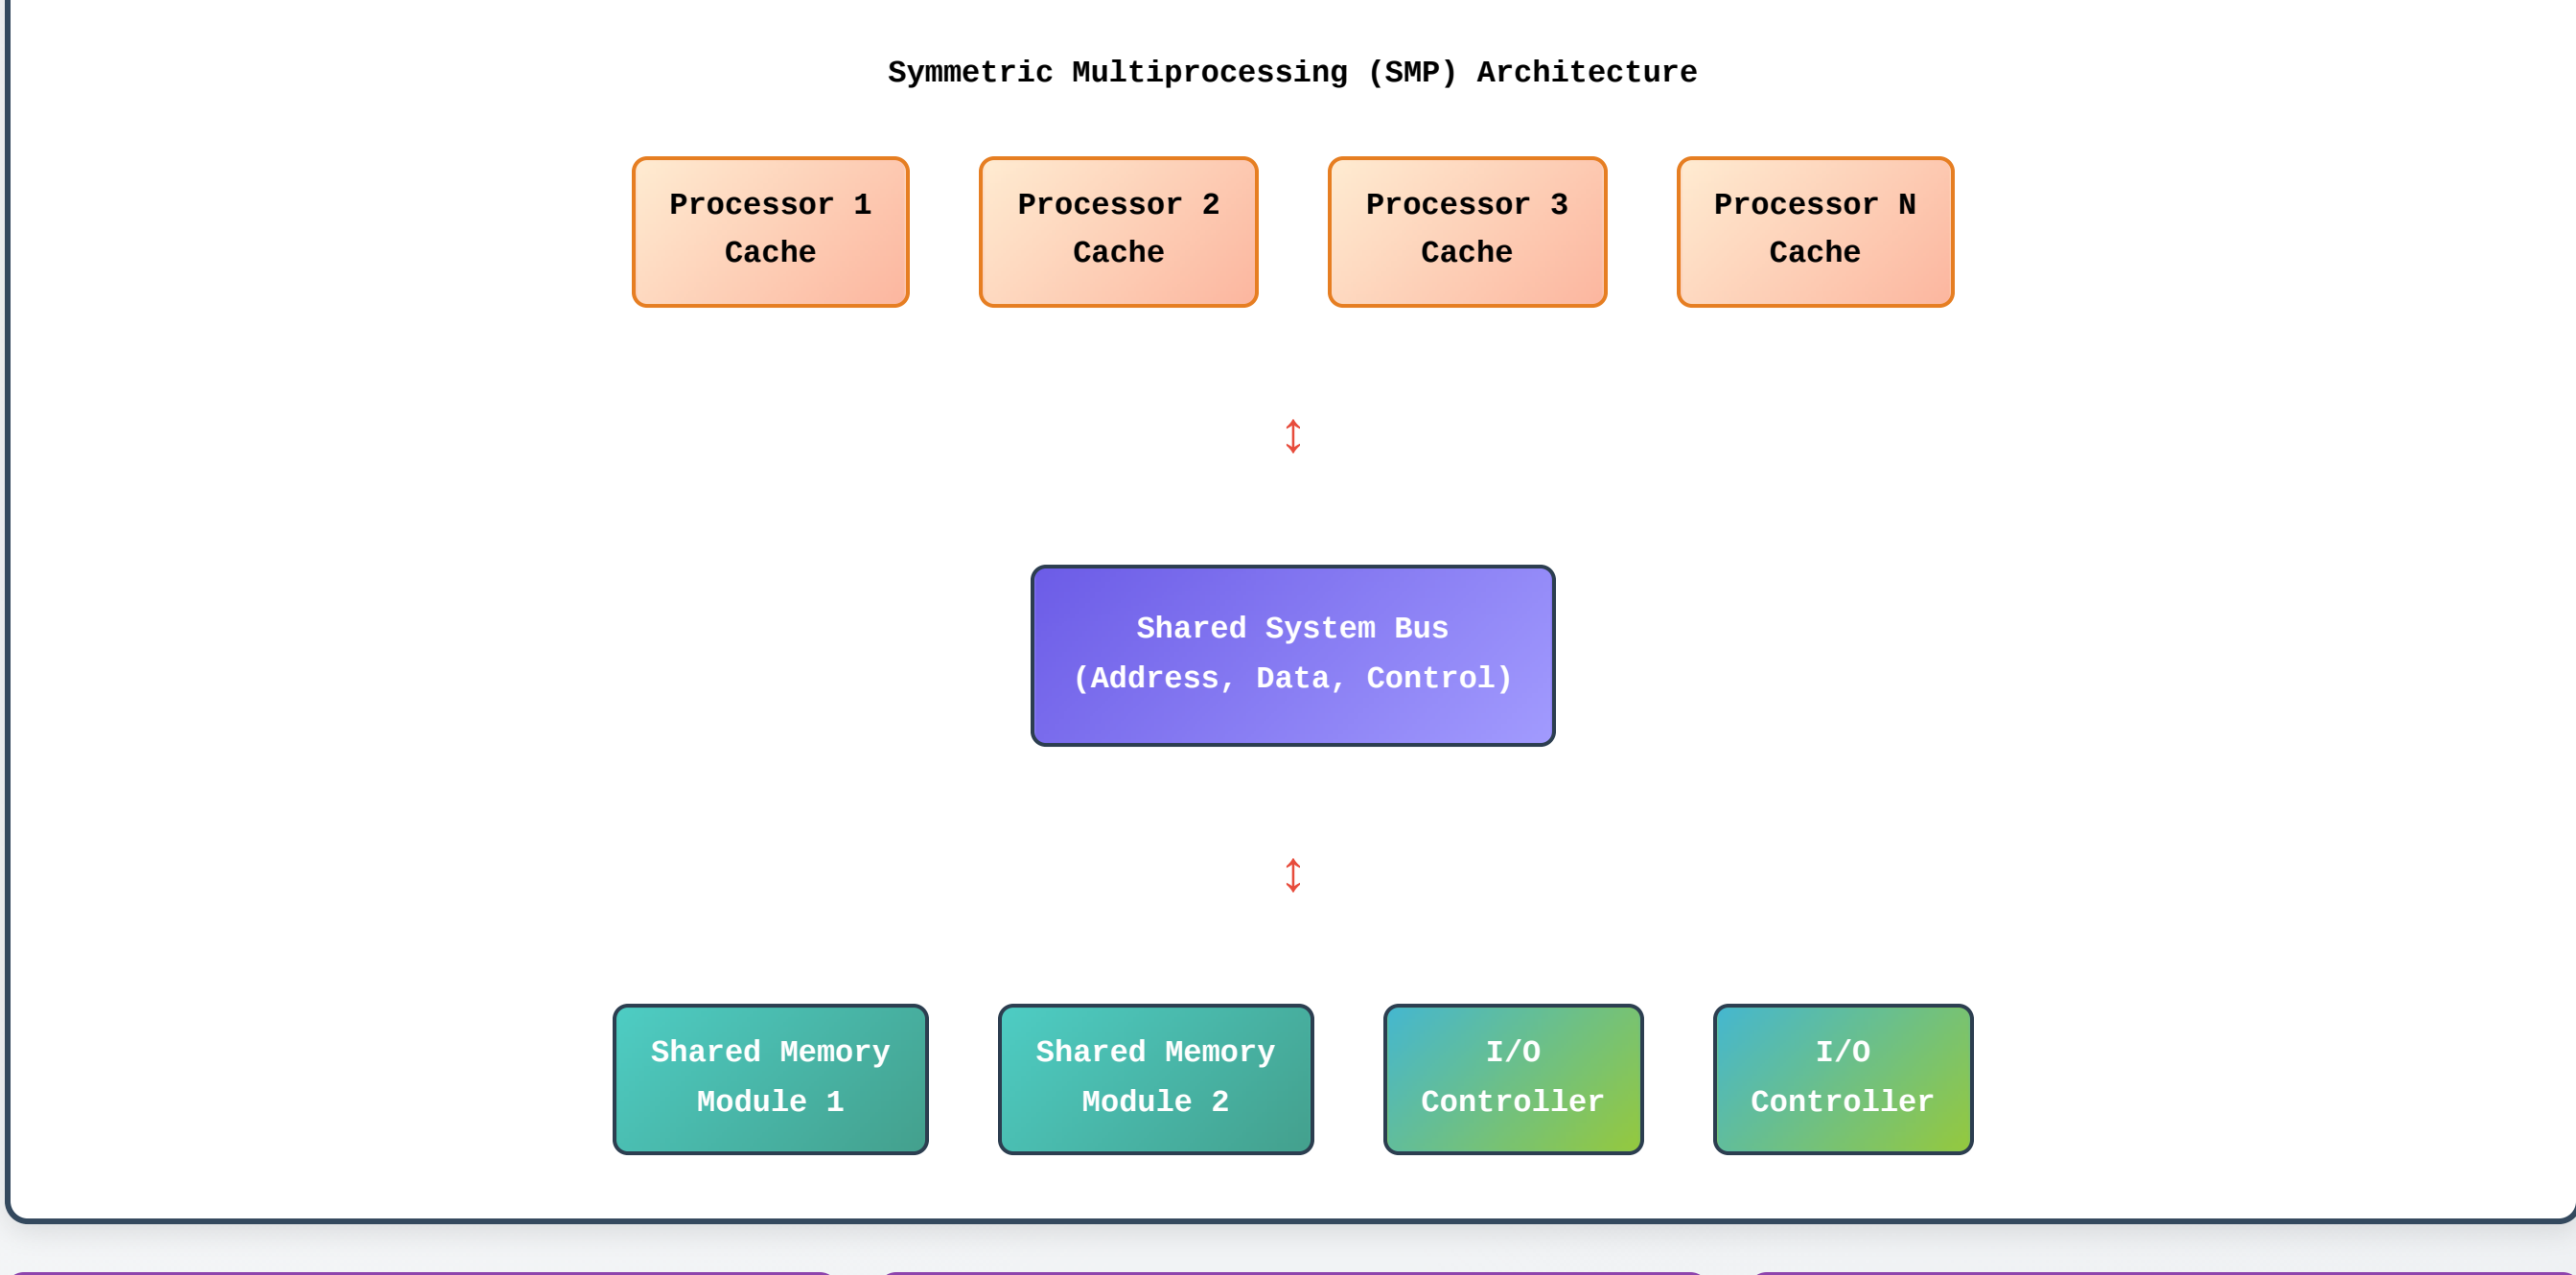 Symmetric Multiprocessing (SMP) Architecture
Processor 1
Cache
Processor 2
Cache
Processor 3
Cache
Processor N
Cache
↕
Shared System Bus
(Address, Data, Control)
↕
Shared Memory
Module 1
Shared Memory
Module 2
I/O
Controller
I/O
Controller